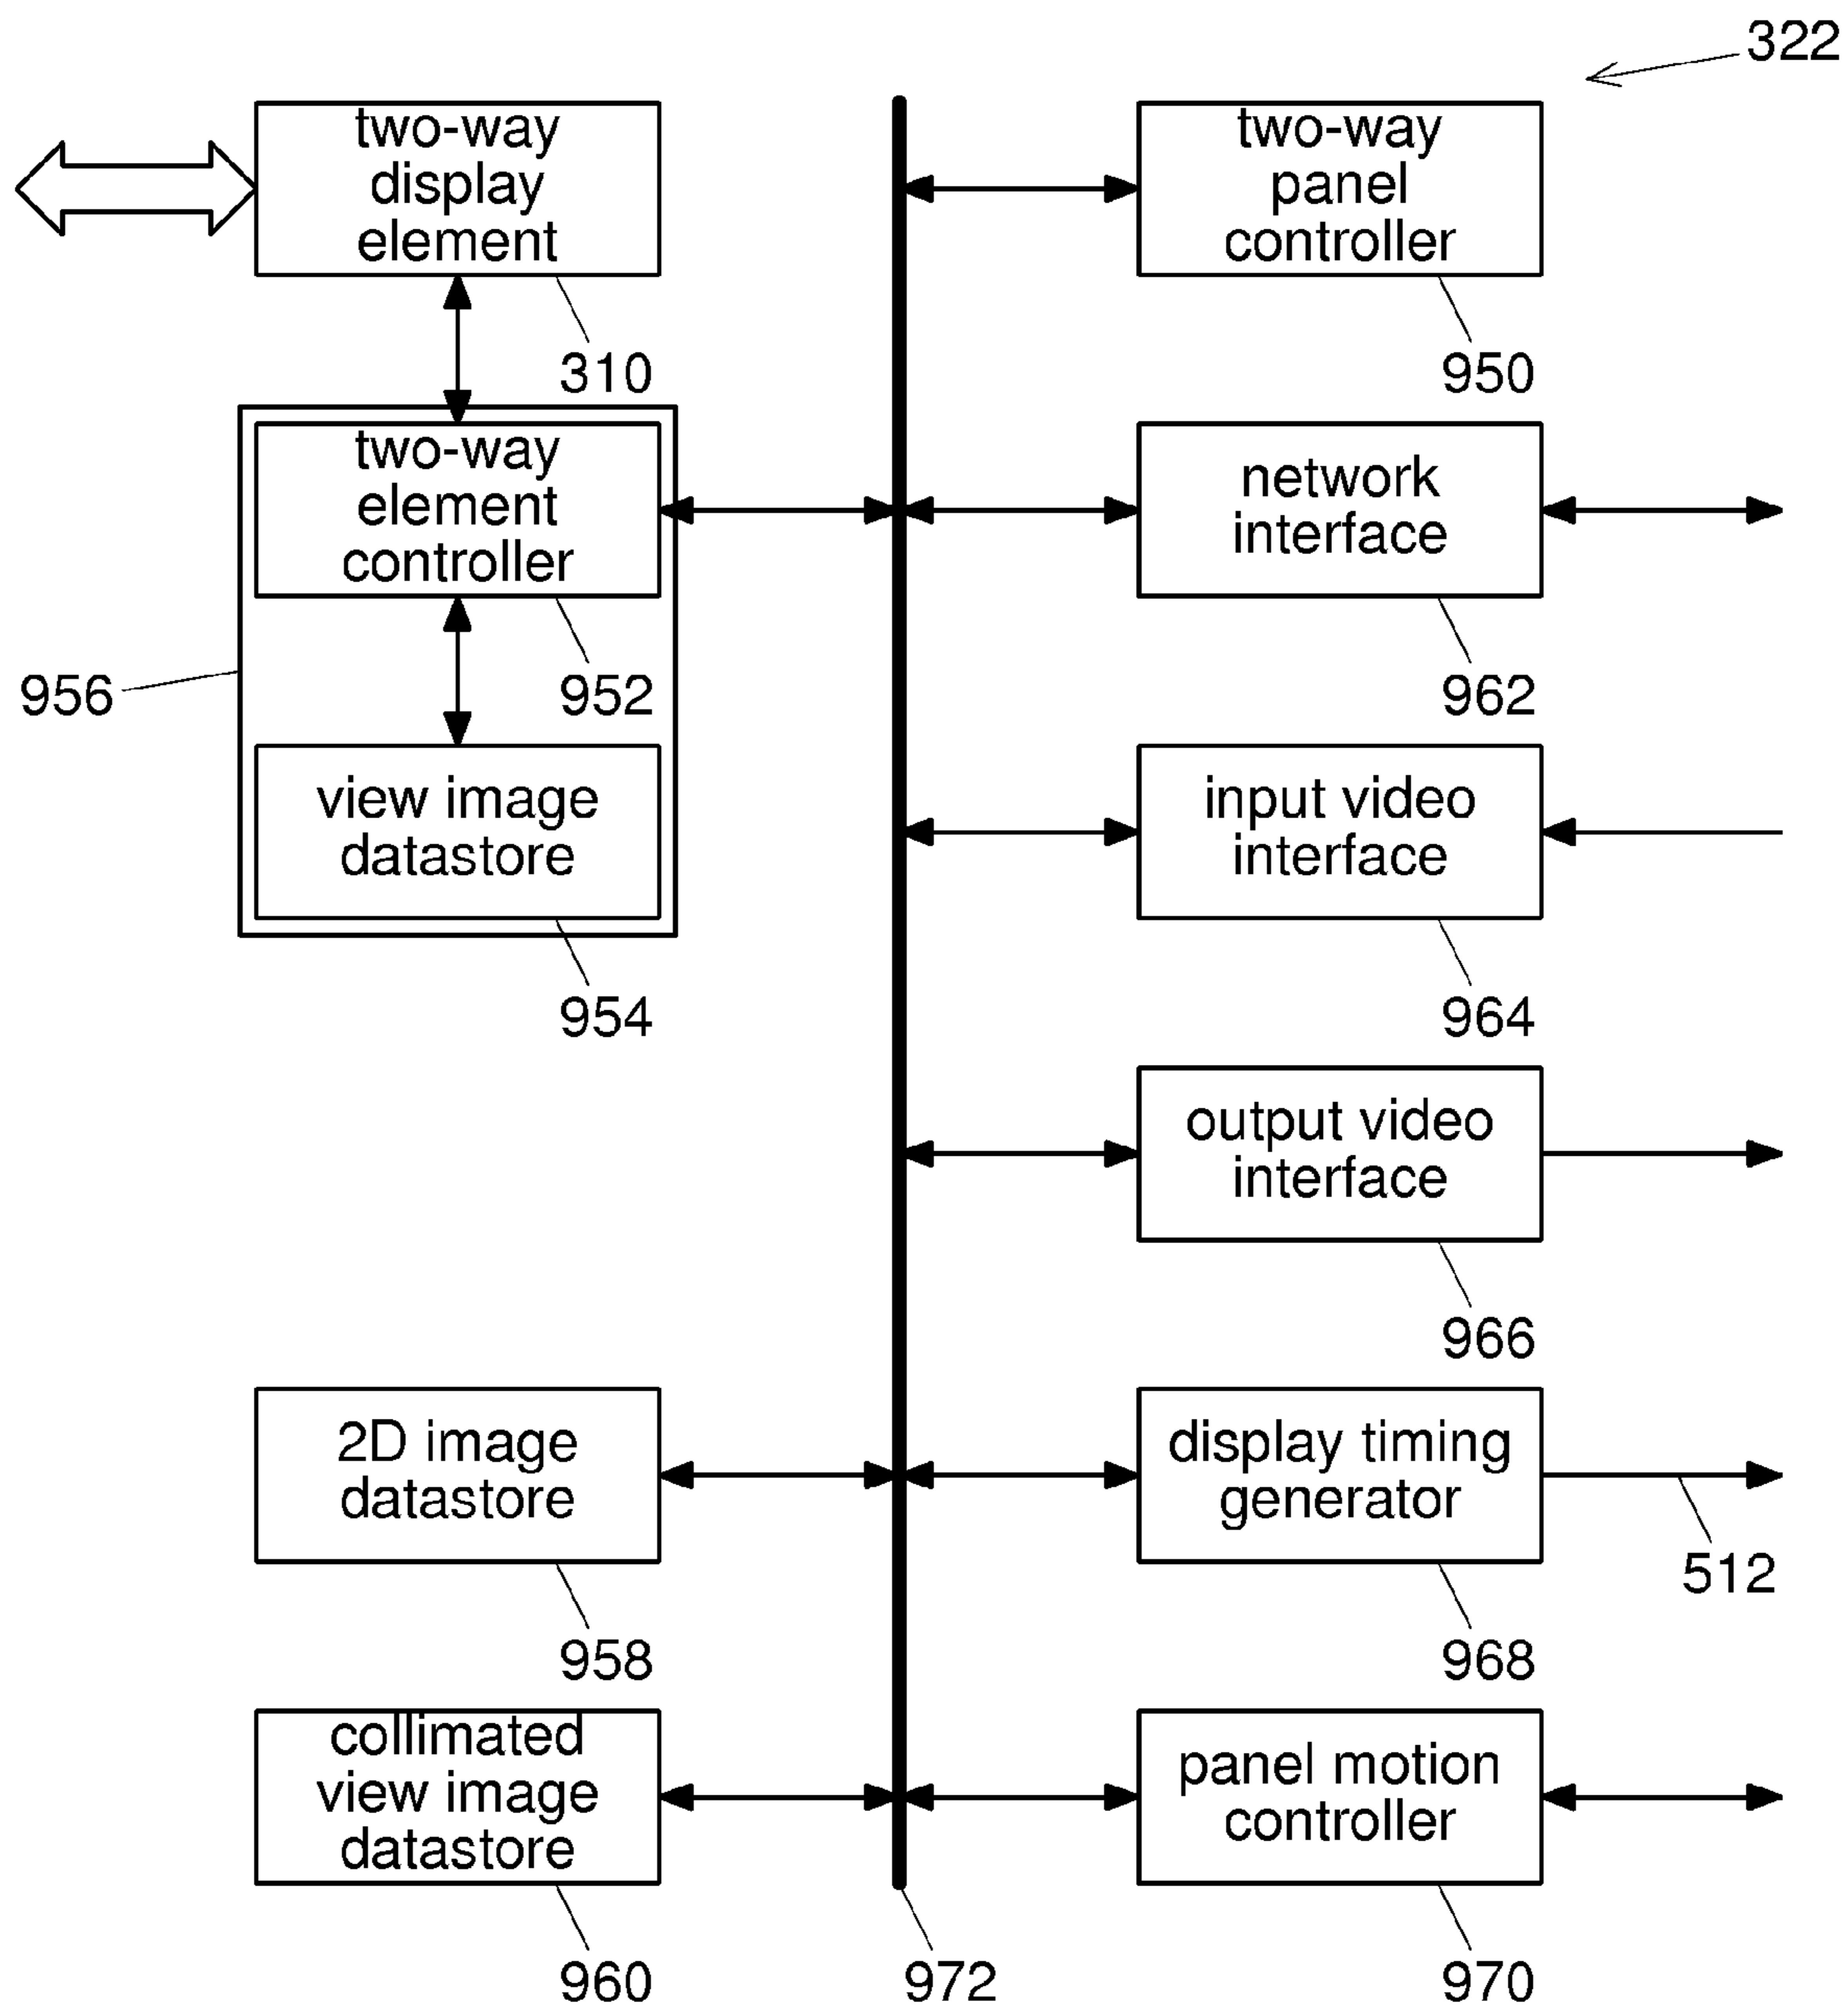 322
two-way
display
element
310
two-way
panel
controller
950
two-way
element
controller
952
network
interface
962
956
view image
datastore
954
input video
interface
964
output video
interface
966
2D image
datastore
958
display timing
generator
968
512
collimated
view image
datastore
960
panel motion
controller
970
972